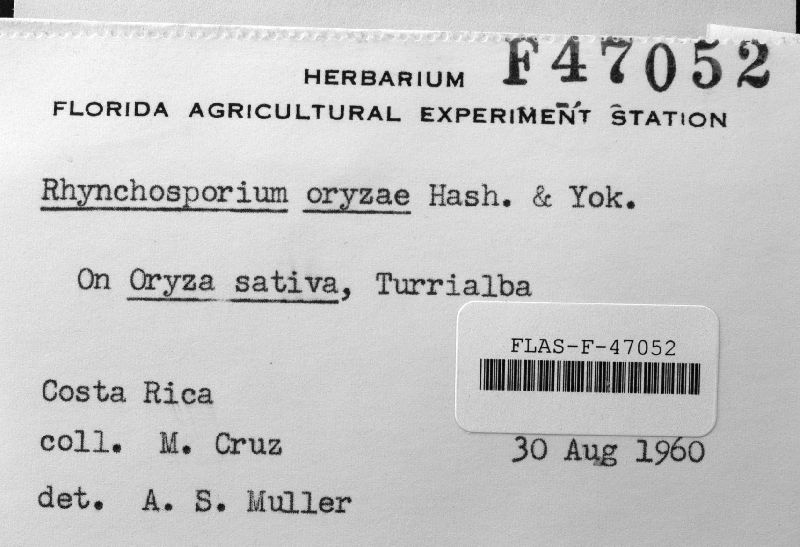 F47052
HERBARIUM
FLORIDA AGRICULTURAL EXPERIMENT STATION
Rhynchosporium oryzae Hash. & Yok.
On Oryza sativa, Turrialba
FLAS-F-47052
Costa Rica
coll. M. Cruz 30 Aug 1960
det. A. S. Muller